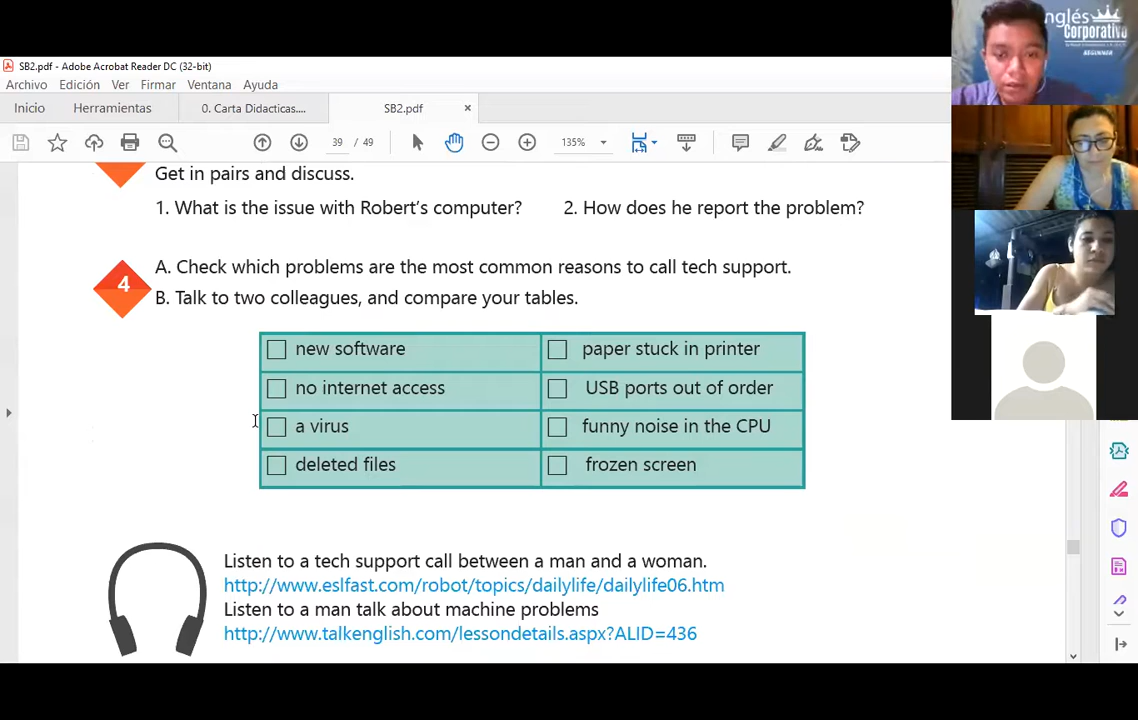 nglés
Corporativo
BEGINNER
SB2.pdf - Adobe Acrobat Reader DC (32-bit)
Archivo Edición Ver Firmar Ventana Ayuda
Inicio Herramientas 0. Carta Didacticas.... SB2.pdf ×
39 / 49 135%
Get in pairs and discuss.
1. What is the issue with Robert's computer? 2. How does he report the problem?
4
A. Check which problems are the most common reasons to call tech support.
B. Talk to two colleagues, and compare your tables.
new software paper stuck in printer
no internet access USB ports out of order
a virus funny noise in the CPU
deleted files frozen screen
Listen to a tech support call between a man and a woman.
http://www.eslfast.com/robot/topics/dailylife/dailylife06.htm
Listen to a man talk about machine problems
http://www.talkenglish.com/lessondetails.aspx?ALID=436